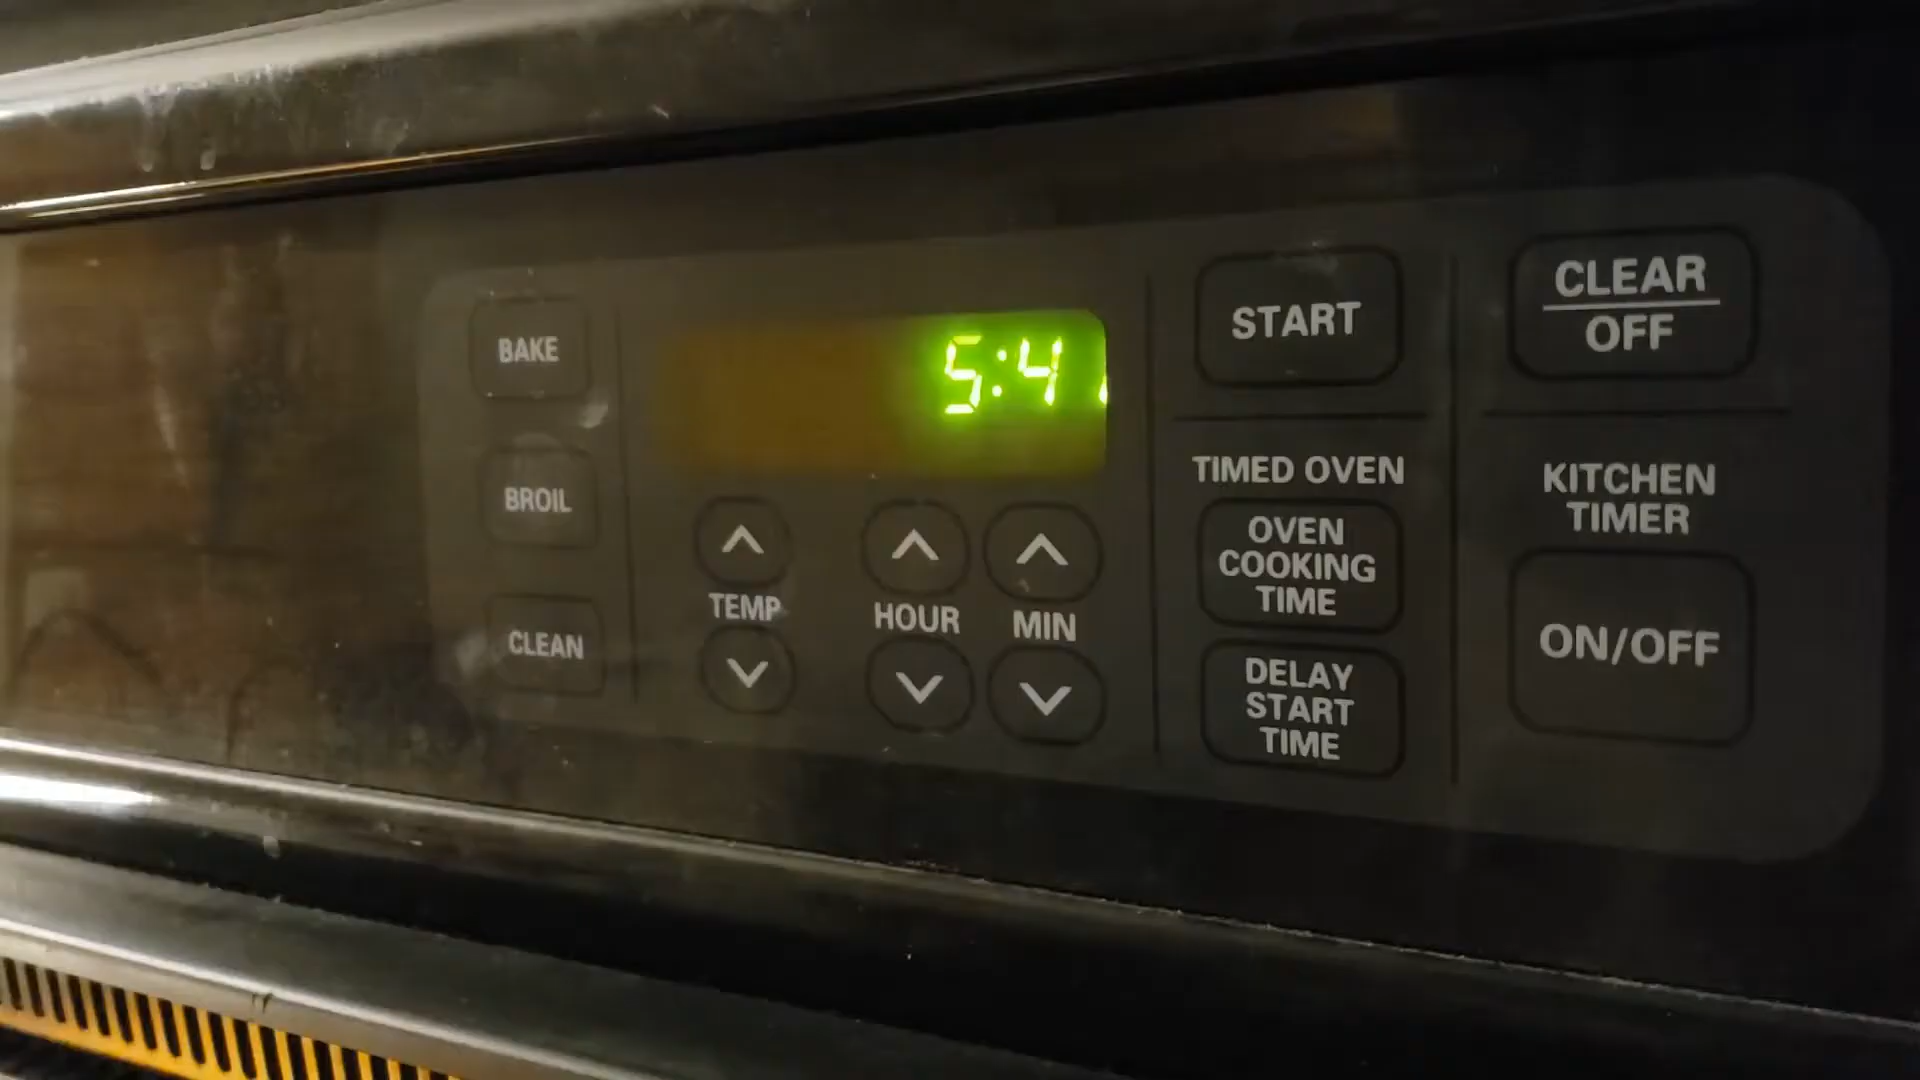 BAKE
BROIL
CLEAN
5:4
TEMP
HOUR
MIN
START
TIMED OVEN
OVEN
COOKING
TIME
DELAY
START
TIME
CLEAR
OFF
KITCHEN
TIMER
ON/OFF